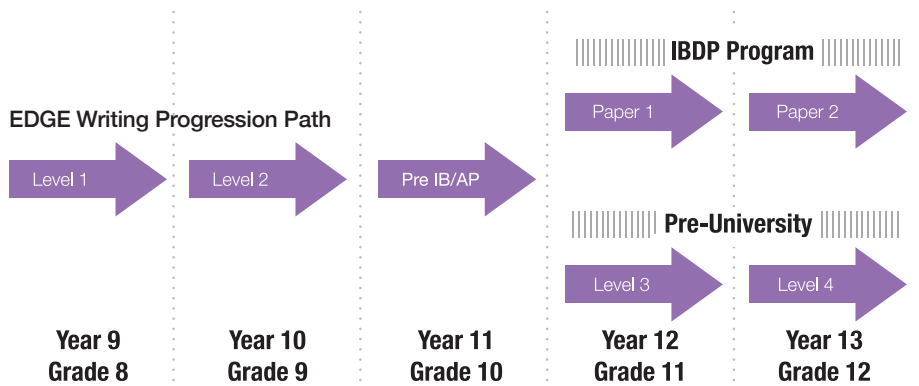 IBDP Program
Paper 1
Paper 2
EDGE Writing Progression Path
Level 1
Level 2
Pre IB/AP
Pre-University
Level 3
Level 4
Year 9
Grade 8
Year 10
Grade 9
Year 11
Grade 10
Year 12
Grade 11
Year 13
Grade 12